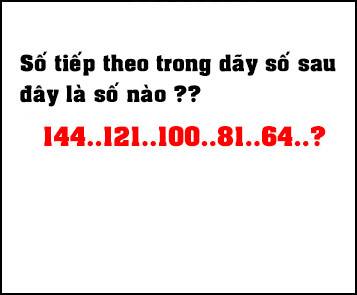 Số tiếp theo trong dãy số sau
đây là số nào ??
144..121..100..81..64..?